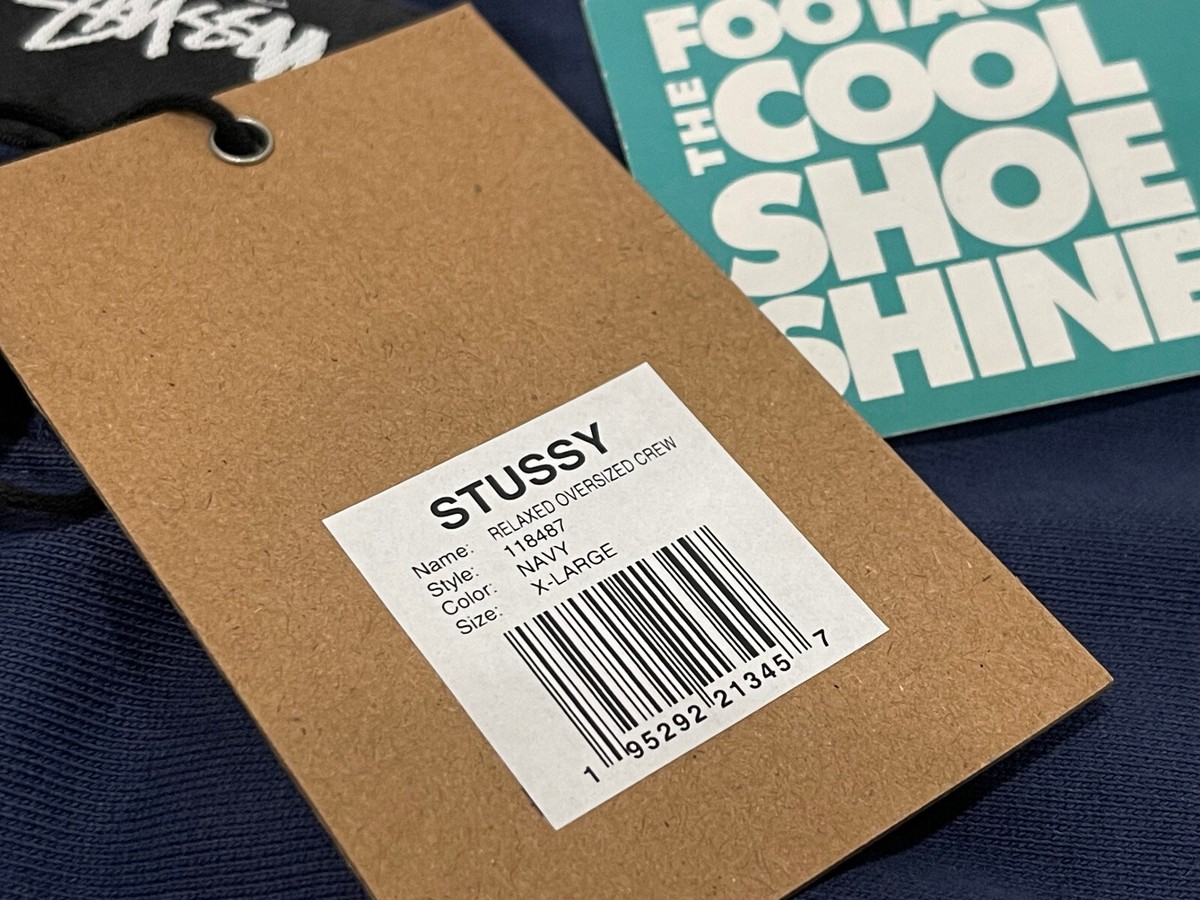 STUSSY
Name: RELAXED OVERSIZED CREW
Style: 118487
Color: NAVY
Size: X-LARGE
1 95292 21345 7
THE
COOL
SHOE
SHINE